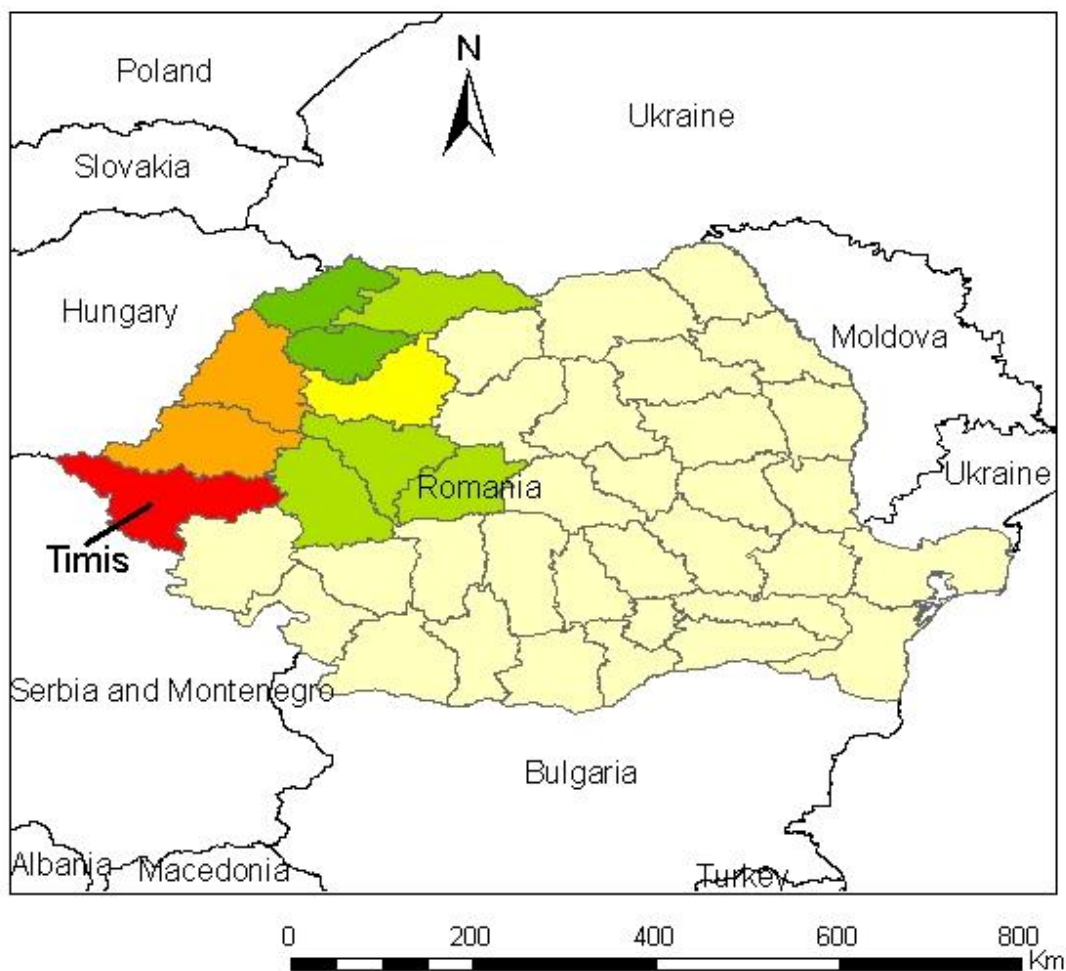 Poland
N
Ukraine
Slovakia
Hungary
Moldova
Romania
Ukraine
Timis
Serbia and Montenegro
Bulgaria
Albania
Macedonia
Turkey
0 200 400 600 800
Km